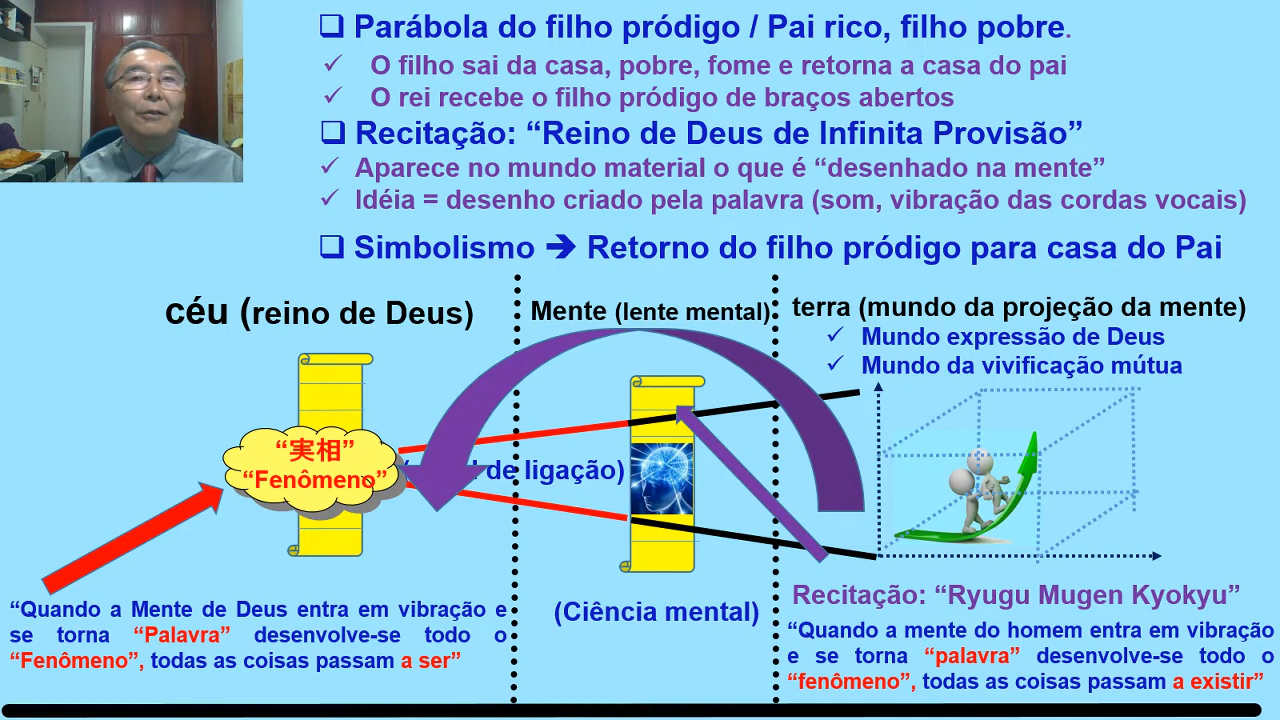 Parábola do filho pródigo / Pai rico, filho pobre.
O filho sai da casa, pobre, fome e retorna a casa do pai
O rei recebe o filho pródigo de braços abertos
Recitação: “Reino de Deus de Infinita Provisão”
Aparece no mundo material o que é “desenhado na mente”
Idéia = desenho criado pela palavra (som, vibração das cordas vocais)
Simbolismo ➔ Retorno do filho pródigo para casa do Pai
céu (reino de Deus)
Mente (lente mental)
terra (mundo da projeção da mente)
Mundo expressão de Deus
Mundo da vivificação mútua
“実相”
“Fenômeno”
de ligação)
“Quando a Mente de Deus entra em vibração e
se torna “Palavra” desenvolve-se todo o
“Fenômeno”, todas as coisas passam a ser”
(Ciência mental)
Recitação: “Ryugu Mugen Kyokyu”
“Quando a mente do homem entra em vibração
e se torna “palavra” desenvolve-se todo o
“fenômeno”, todas as coisas passam a existir”